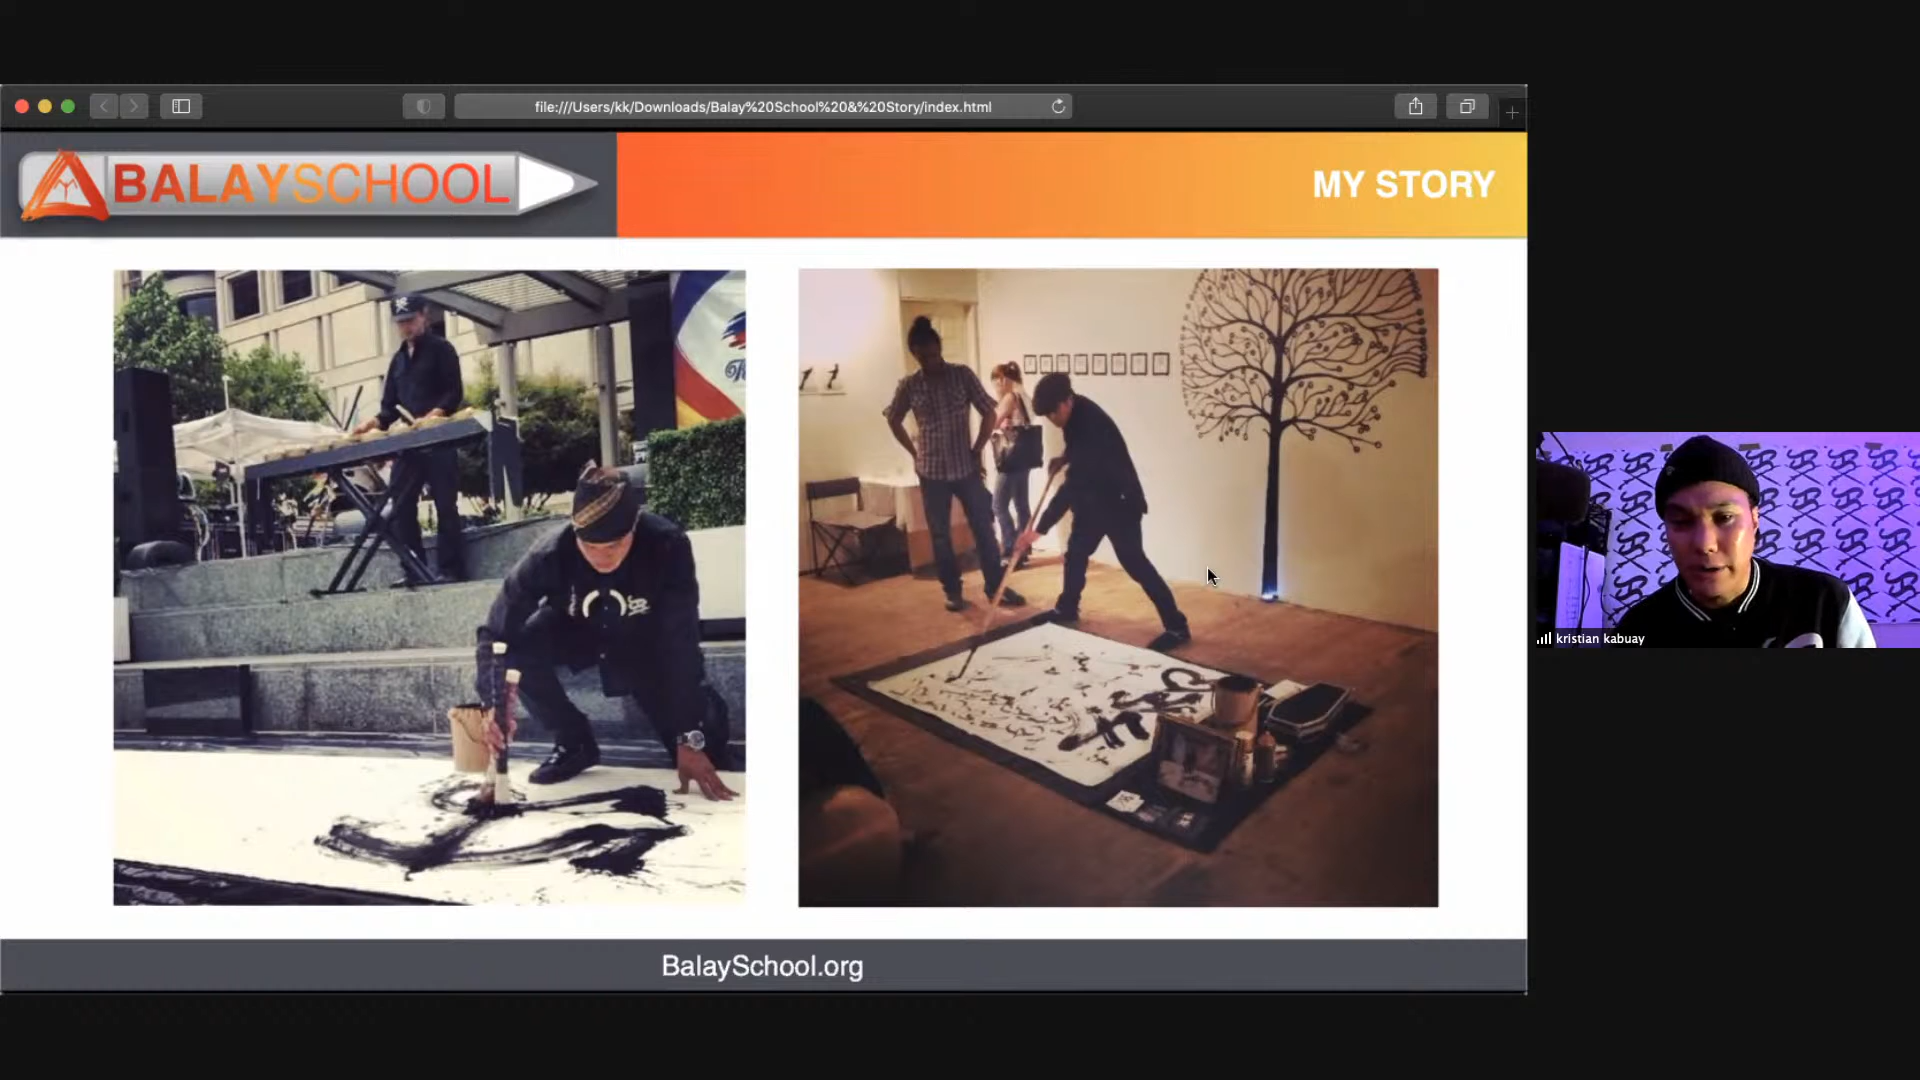 file:///Users/kk/Downloads/Balay%20School%20&%20Story/index.html
BALAYSCHOOL
MY STORY
kristian kabuay
BalaySchool.org